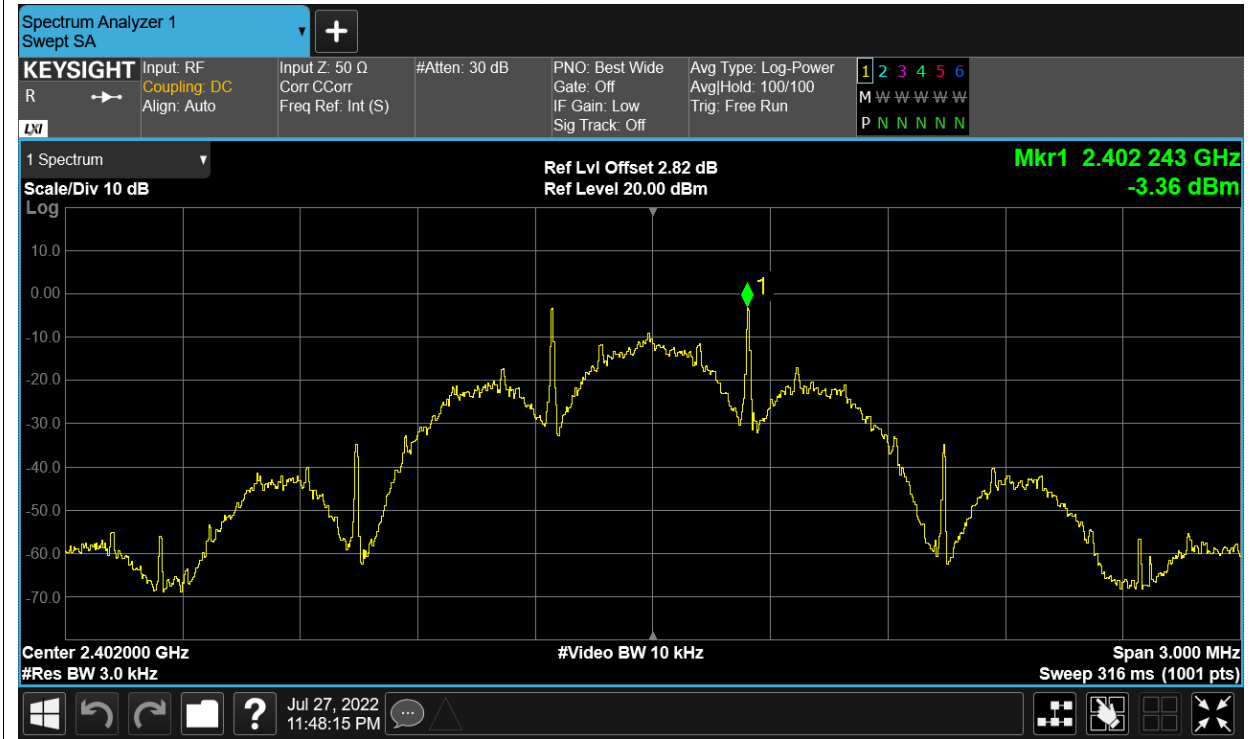 Spectrum Analyzer 1
Swept SA
+
KEYSIGHT
R
LXI
Input: RF
Coupling: DC
Align: Auto
Input Z: 50 Ω
Corr CCorr
Freq Ref: Int (S)
#Atten: 30 dB
PNO: Best Wide
Gate: Off
IF Gain: Low
Sig Track: Off
Avg Type: Log-Power
Avg|Hold: 100/100
Trig: Free Run
1 2 3 4 5 6
M W W W W W
P N N N N N
1 Spectrum
Scale/Div 10 dB
Log
Ref Lvl Offset 2.82 dB
Ref Level 20.00 dBm
Mkr1 2.402 243 GHz
-3.36 dBm
1
10.0
0.00
-10.0
-20.0
-30.0
-40.0
-50.0
-60.0
-70.0
Center 2.402000 GHz
#Video BW 10 kHz
Span 3.000 MHz
#Res BW 3.0 kHz
Sweep 316 ms (1001 pts)
?
Jul 27, 2022
11:48:15 PM